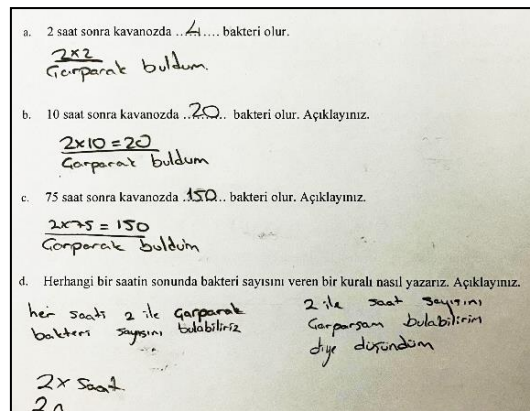 a. 2 saat sonra kavanozda ..4.... bakteri olur.
2x2
Çarparak buldum.
b. 10 saat sonra kavanozda ..20.. bakteri olur. Açıklayınız.
2x10=20
Çarparak buldum
c. 75 saat sonra kavanozda .150... bakteri olur. Açıklayınız.
2x75=150
Çarparak buldum
d. Herhangi bir saatin sonunda bakteri sayısını veren bir kuralı nasıl yazarız. Açıklayınız.
her saati 2 ile çarparak
bakteri sayısını bulabiliriz
2 ile saat sayısını
çarparsam bulabilirim
diye düşündüm
2x saat
2n